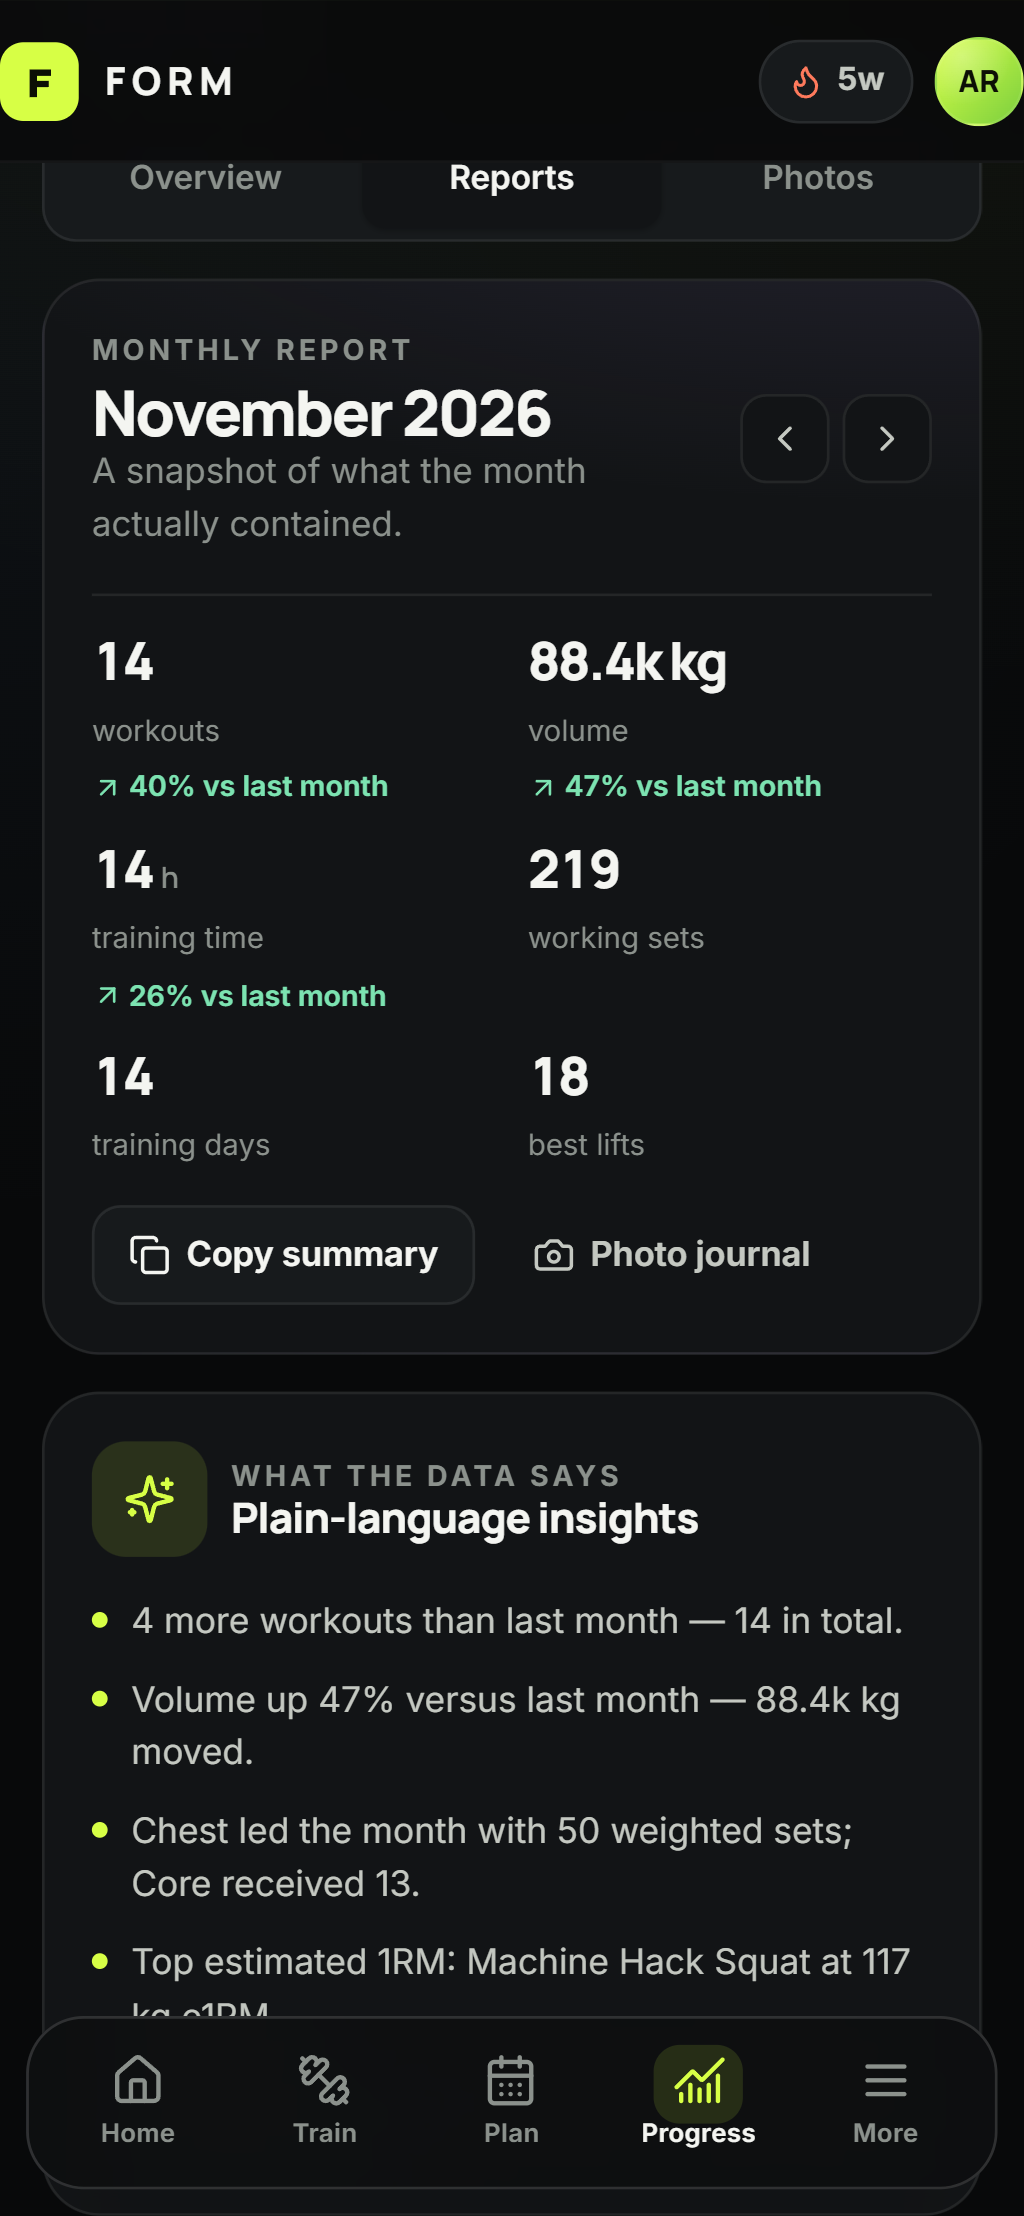 F FORM 5w AR
Overview Reports Photos
MONTHLY REPORT
November 2026
A snapshot of what the month
actually contained.
14
workouts
40% vs last month
88.4k kg
volume
47% vs last month
14 h
training time
26% vs last month
219
working sets
14
training days
18
best lifts
Copy summary Photo journal
WHAT THE DATA SAYS
Plain-language insights
4 more workouts than last month — 14 in total.
Volume up 47% versus last month — 88.4k kg
moved.
Chest led the month with 50 weighted sets;
Core received 13.
Top estimated 1RM: Machine Hack Squat at 117
kg e1RM
Home Train Plan Progress More